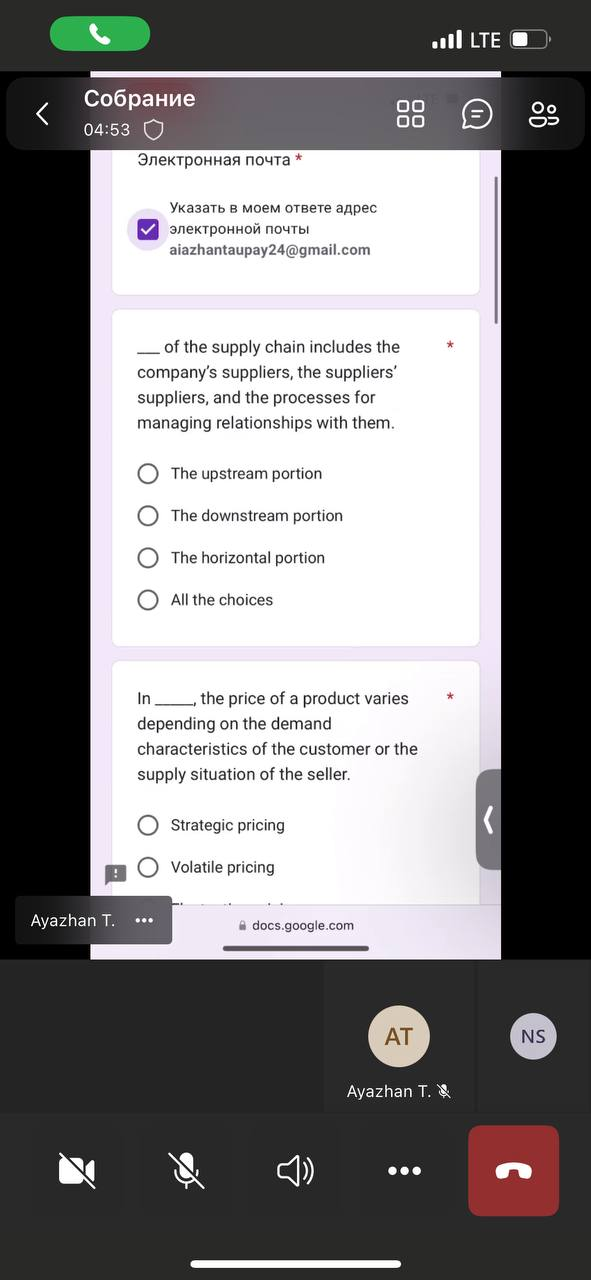 LTE
Собрание
04:53
Электронная почта *
Указать в моем ответе адрес
электронной почты
aiazhantaupay24@gmail.com
___ of the supply chain includes the *
company’s suppliers, the suppliers’
suppliers, and the processes for
managing relationships with them.
The upstream portion
The downstream portion
The horizontal portion
All the choices
In _____, the price of a product varies *
depending on the demand
characteristics of the customer or the
supply situation of the seller.
Strategic pricing
Volatile pricing
Ayazhan T.
docs.google.com
AT
NS
Ayazhan T.